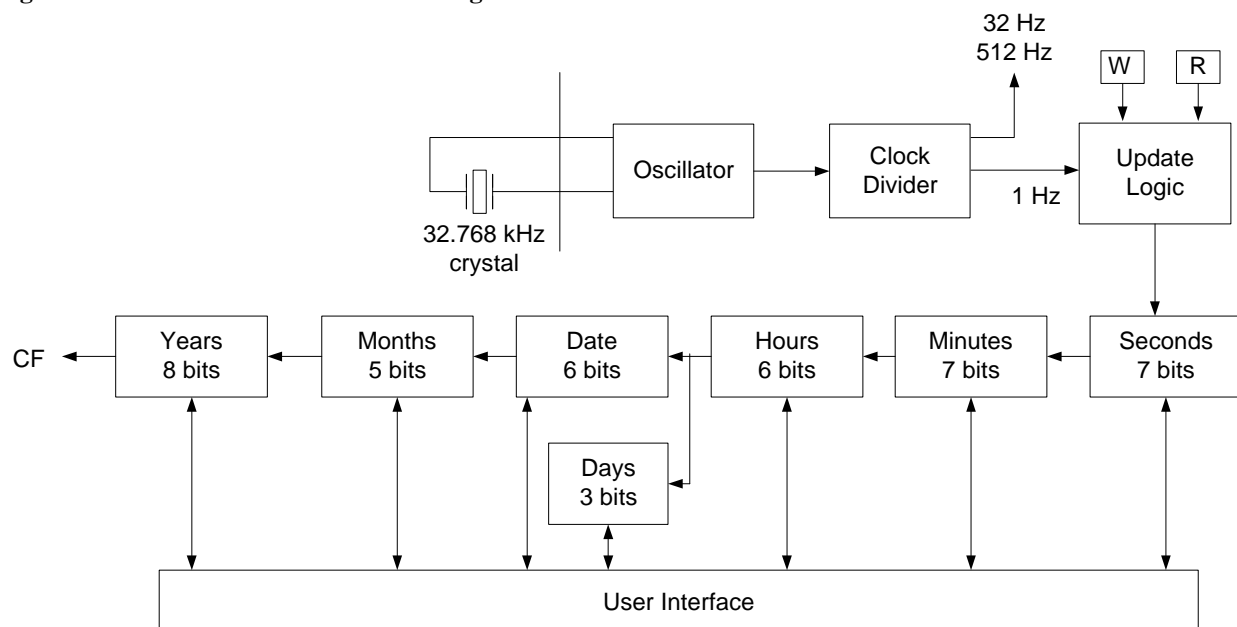 32 Hz
512 Hz
W
R
Oscillator
Clock
Divider
1 Hz
Update
Logic
32.768 kHz
crystal
CF
Years
8 bits
Months
5 bits
Date
6 bits
Hours
6 bits
Minutes
7 bits
Seconds
7 bits
Days
3 bits
User Interface